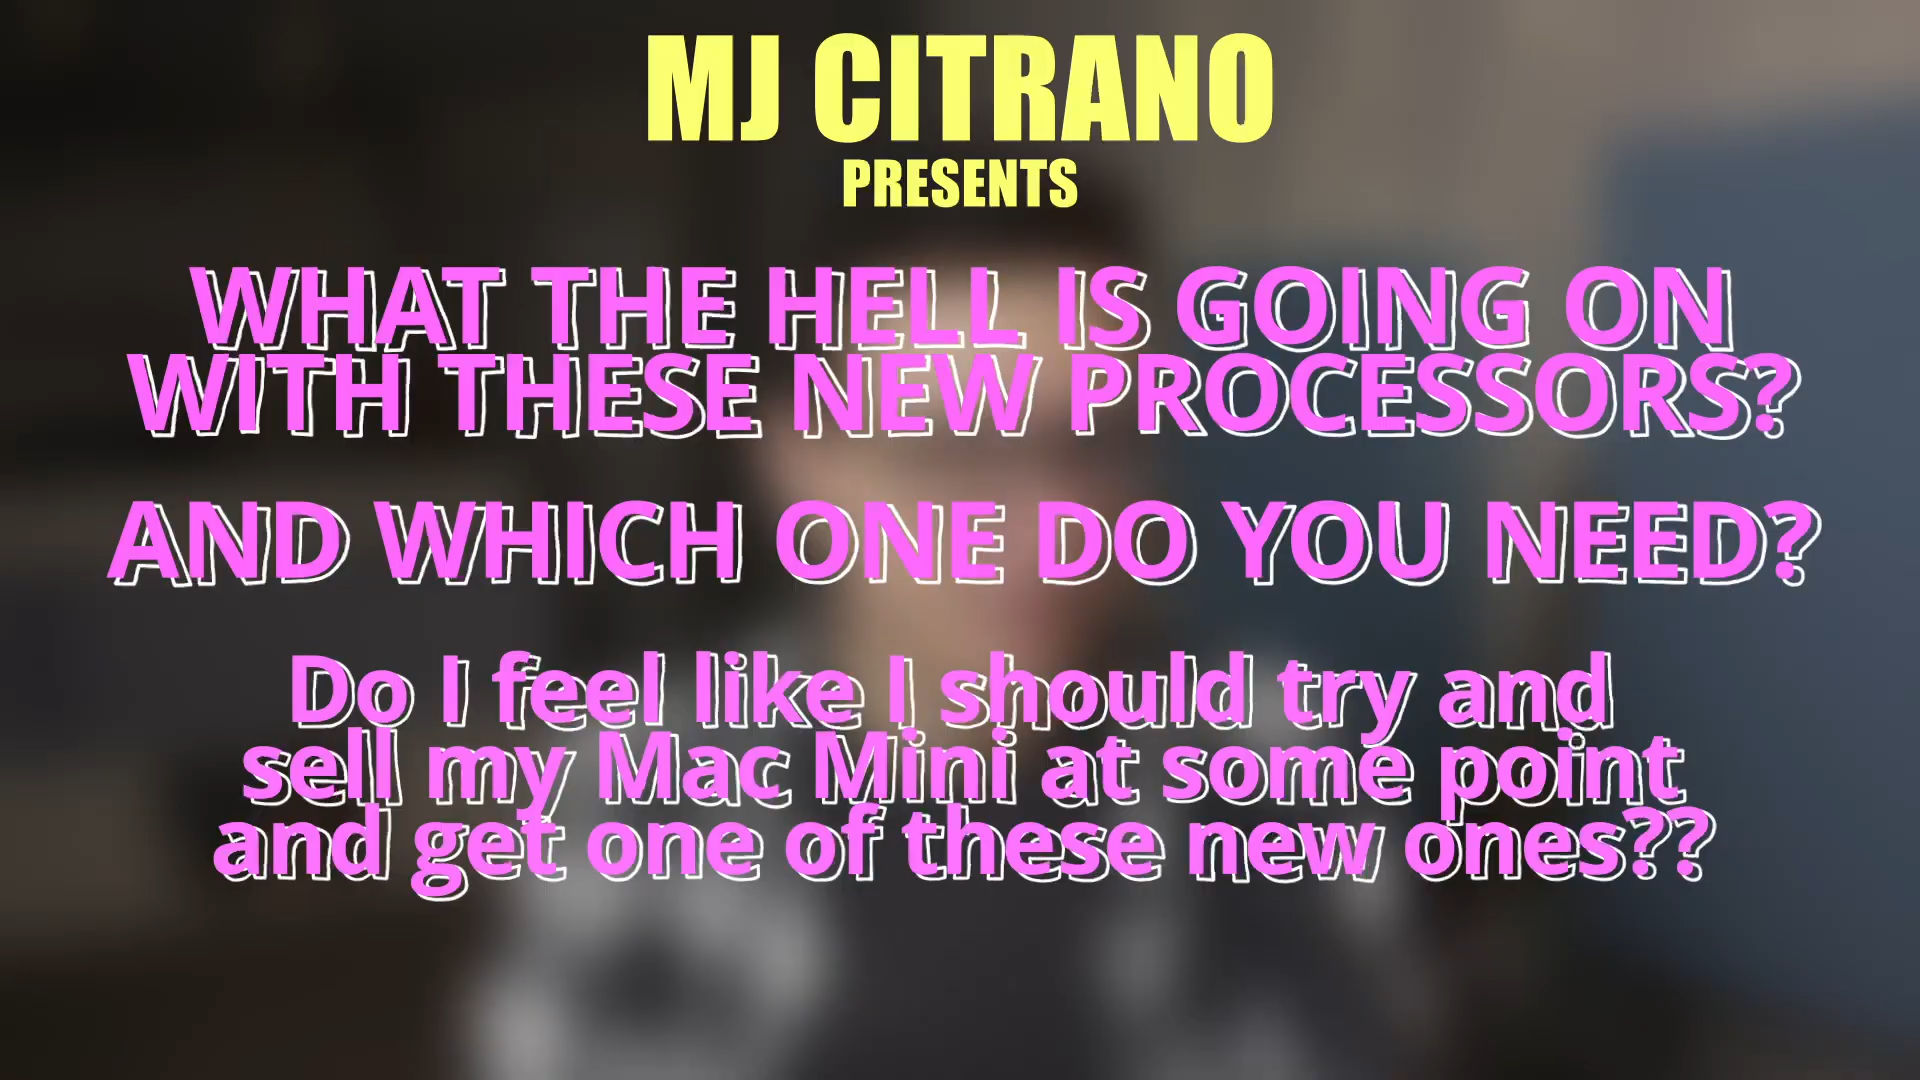 MJ CITRANO
PRESENTS
WHAT THE HELL IS GOING ON
WITH THESE NEW PROCESSORS?
AND WHICH ONE DO YOU NEED?
Do I feel like I should try and
sell my Mac Mini at some point
and get one of these new ones??